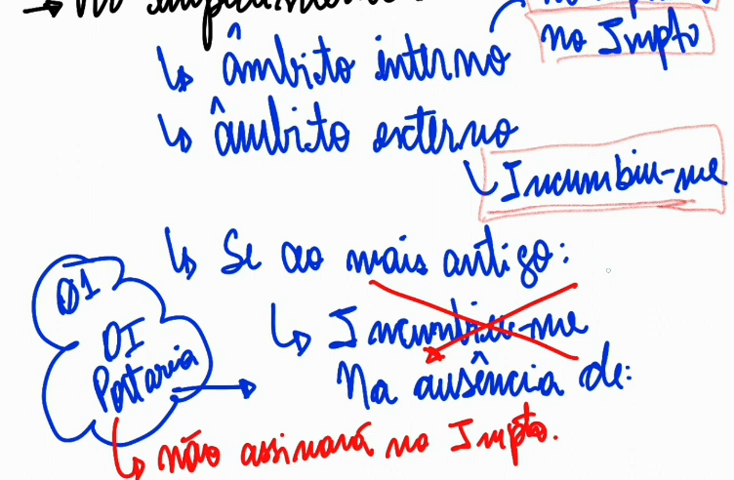 no Impto
↳ âmbito interno
↳ âmbito externo
↳ Incumbiu-me
↳ Se ao mais antigo:
↳ Incumbiu-me
Na ausência de:
01
DI
Portaria →
↳ não assinará no Impto.